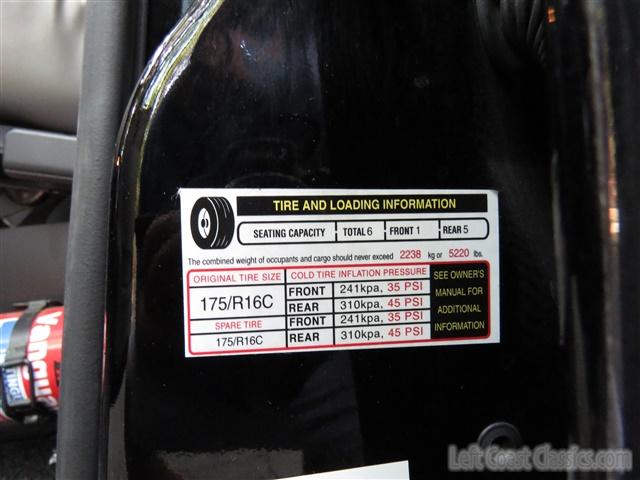 TIRE AND LOADING INFORMATION
SEATING CAPACITY TOTAL 6 FRONT 1 REAR 5
The combined weight of occupants and cargo should never exceed 2238 kg or 5220 lbs.
ORIGINAL TIRE SIZE COLD TIRE INFLATION PRESSURE SEE OWNER'S MANUAL FOR ADDITIONAL INFORMATION
175/R16C FRONT 241kpa, 35 PSI
REAR 310kpa, 45 PSI
SPARE TIRE FRONT 241kpa, 35 PSI
175/R16C REAR 310kpa, 45 PSI
Left Coast Classics.com